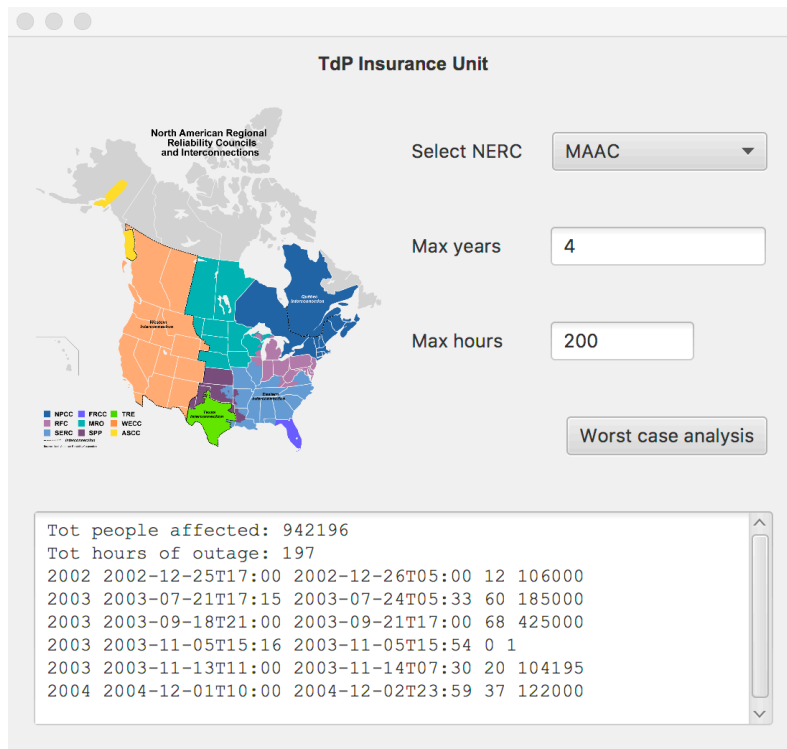 TdP Insurance Unit
North American Regional
Reliability Councils
and Interconnections
Select NERC MAAC
Max years 4
Max hours 200
Québec
Interconnection
Western
Interconnection
Eastern
Interconnection
Texas
Interconnection
NPCC FRCC TRE
RFC MRO WECC
SERC SPP ASCC
Interconnection
Worst case analysis
Tot people affected: 942196
Tot hours of outage: 197
2002 2002-12-25T17:00 2002-12-26T05:00 12 106000
2003 2003-07-21T17:15 2003-07-24T05:33 60 185000
2003 2003-09-18T21:00 2003-09-21T17:00 68 425000
2003 2003-11-05T15:16 2003-11-05T15:54 0 1
2003 2003-11-13T11:00 2003-11-14T07:30 20 104195
2004 2004-12-01T10:00 2004-12-02T23:59 37 122000